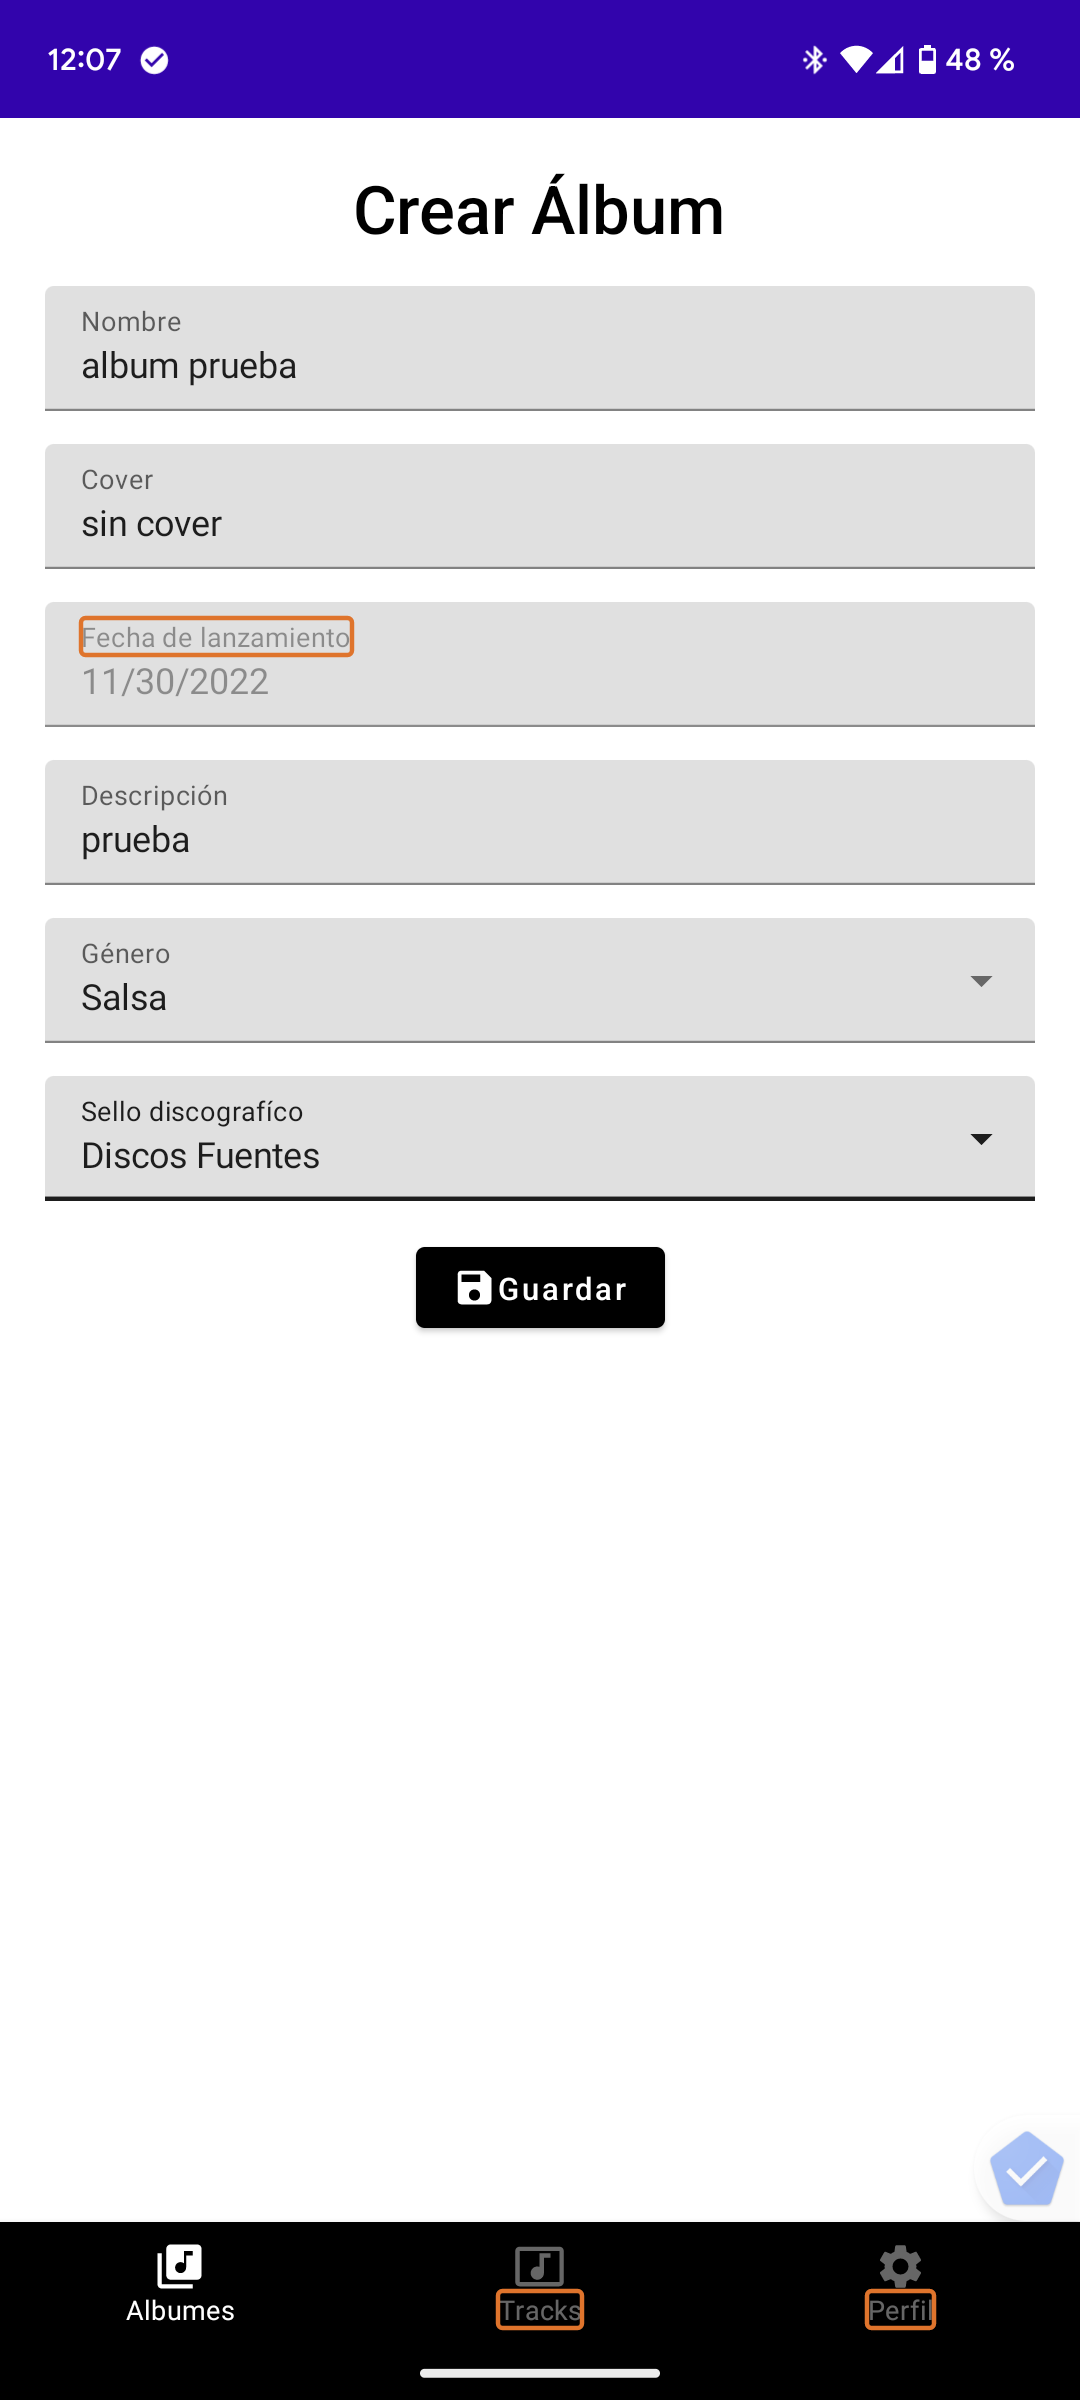 12:07 48 %
Crear Álbum
Nombre
album prueba
Cover
sin cover
Fecha de lanzamiento
11/30/2022
Descripción
prueba
Género
Salsa
Sello discografíco
Discos Fuentes
Guardar
Albumes Tracks Perfil